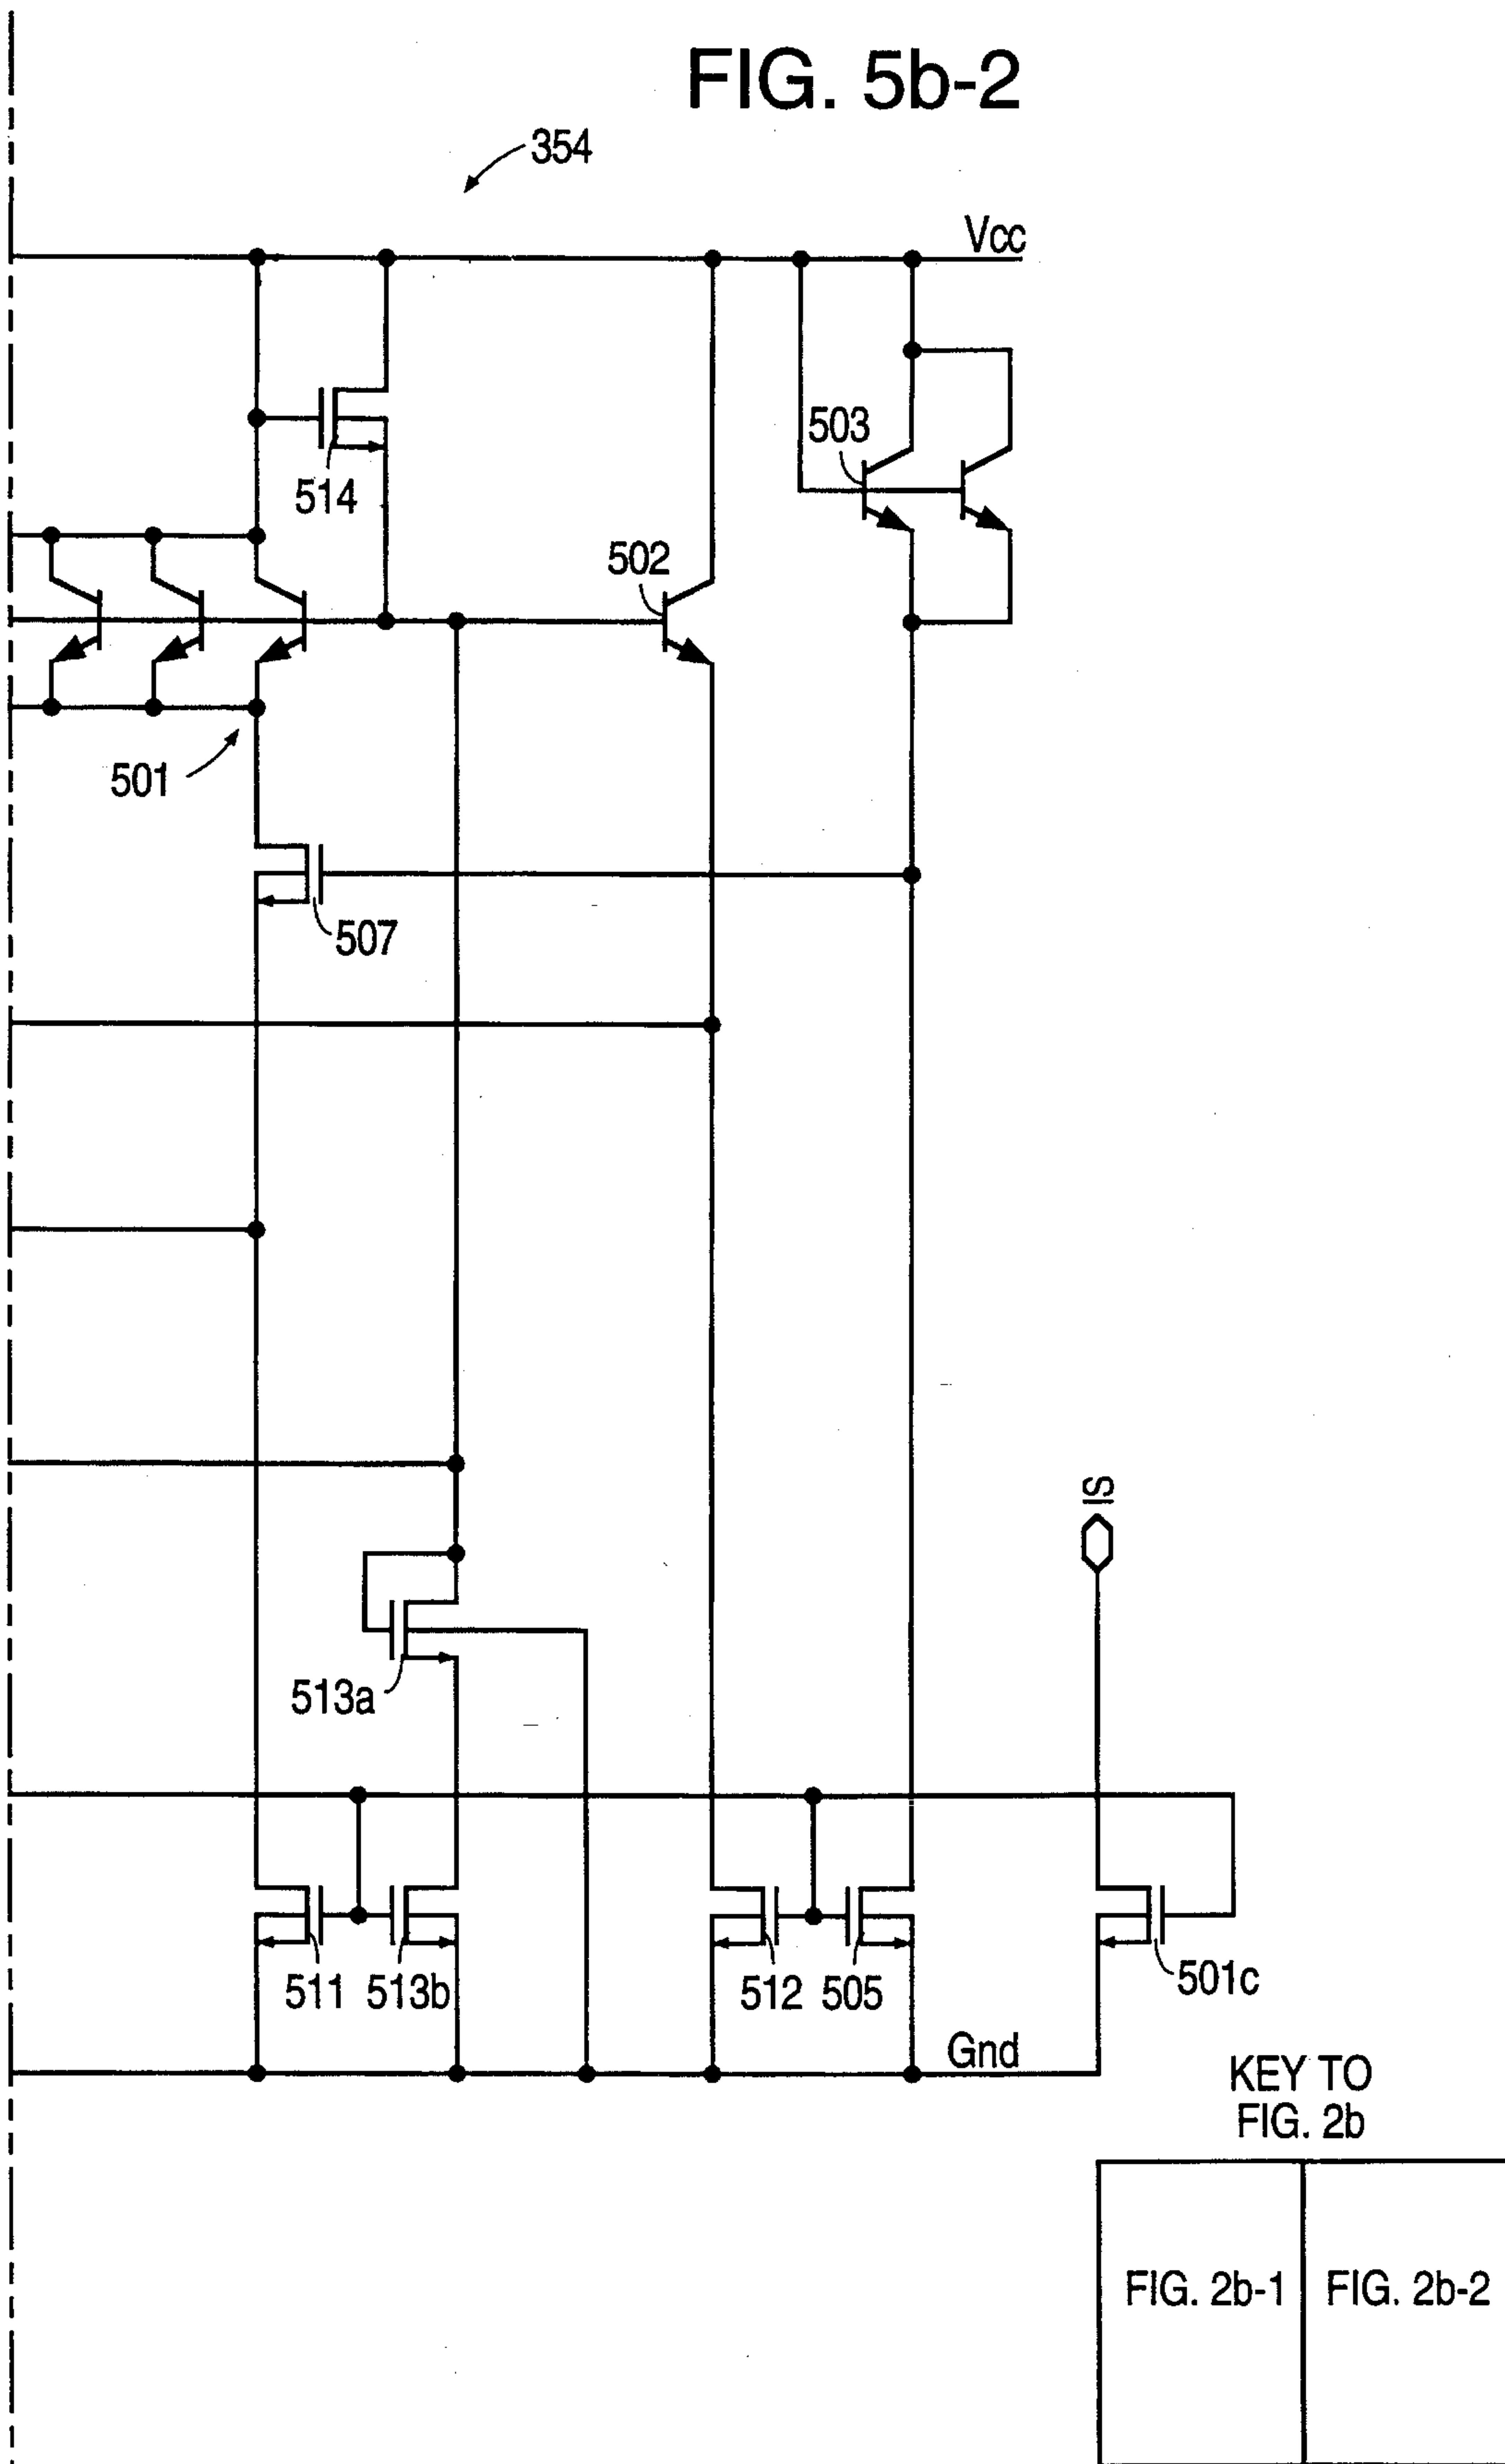 FIG. 5b-2
354
Vcc
503
514
502
501
507
IS
513a
511
513b
512
505
501c
Gnd
KEY TO
FIG. 2b
FIG. 2b-1
FIG. 2b-2